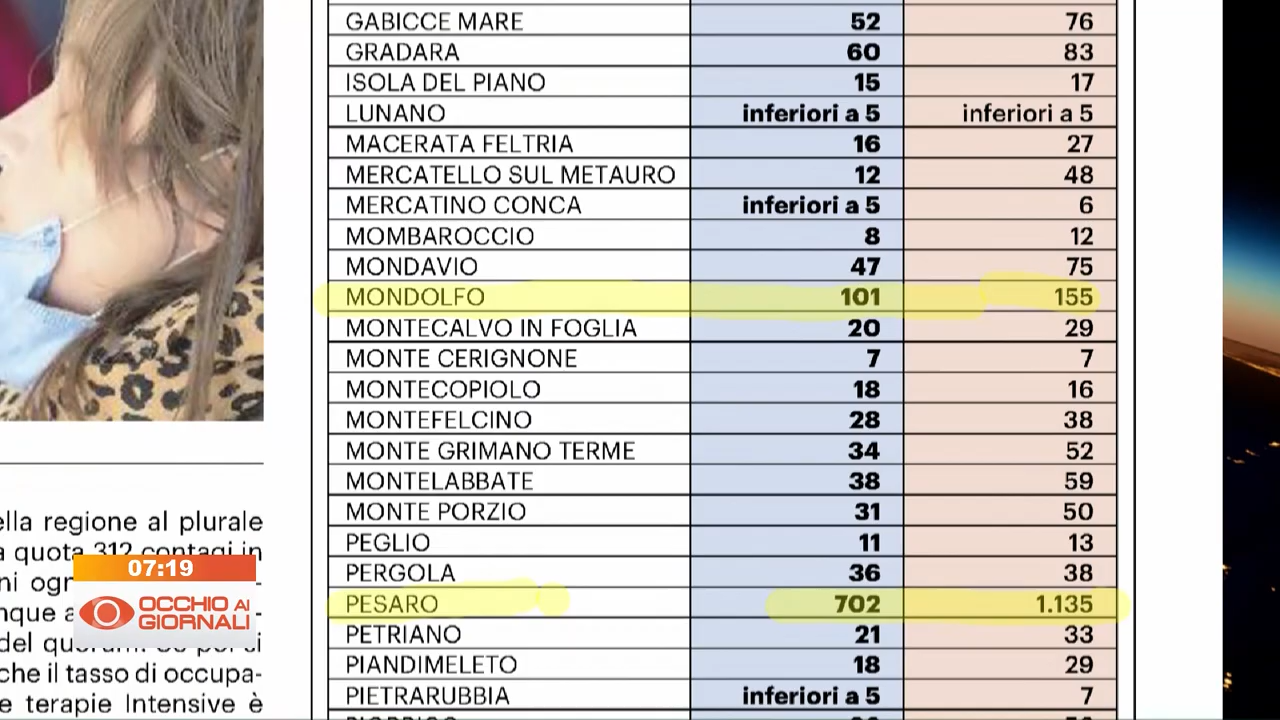 GABICCE MARE 52 76
GRADARA 60 83
ISOLA DEL PIANO 15 17
LUNANO inferiori a 5 inferiori a 5
MACERATA FELTRIA 16 27
MERCATELLO SUL METAURO 12 48
MERCATINO CONCA inferiori a 5 6
MOMBAROCCIO 8 12
MONDAVIO 47 75
MONDOLFO 101 155
MONTECALVO IN FOGLIA 20 29
MONTE CERIGNONE 7 7
MONTECOPIOLO 18 16
MONTEFELCINO 28 38
MONTE GRIMANO TERME 34 52
MONTELABBATE 38 59
MONTE PORZIO 31 50
PEGLIO 11 13
PERGOLA 36 38
PESARO 702 1.135
PETRIANO 21 33
PIANDIMELETO 18 29
PIETRARUBBIA inferiori a 5 7
ella regione al plurale
a quota 312 contagi in
ni
del
che il tasso di occupa-
e terapie Intensive è
07:19
OCCHIO AI
GIORNALI